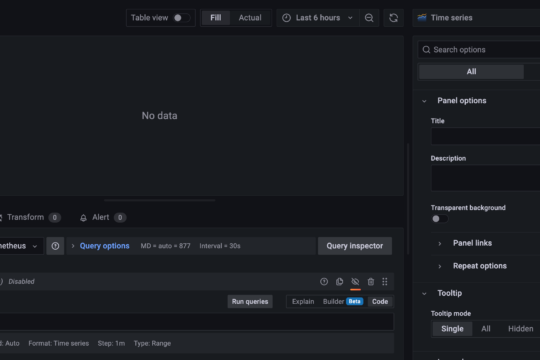 Table view Fill Actual Last 6 hours Time series
Search options
All
No data
Panel options
Title
Description
Transparent background
Transform 0 Alert 0
Query options MD = auto = 877 Interval = 30s Query inspector
Panel links
Repeat options
Disabled
Tooltip
Run queries Explain Builder Beta Code
Tooltip mode
Single All Hidden
Auto Format: Time series Step: 1m Type: Range